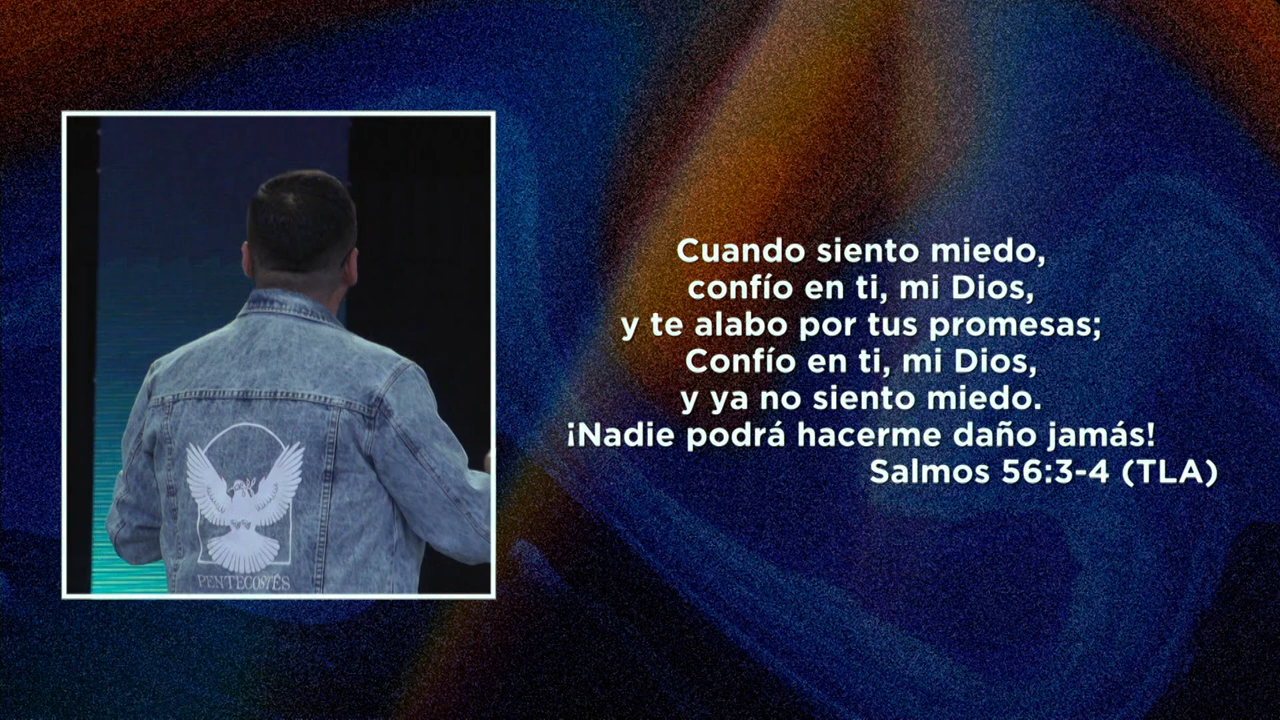 Cuando siento miedo,
confío en ti, mi Dios,
y te alabo por tus promesas;
Confío en ti, mi Dios,
y ya no siento miedo.
¡Nadie podrá hacerme daño jamás!
Salmos 56:3-4 (TLA)
PENTECOSTÉS